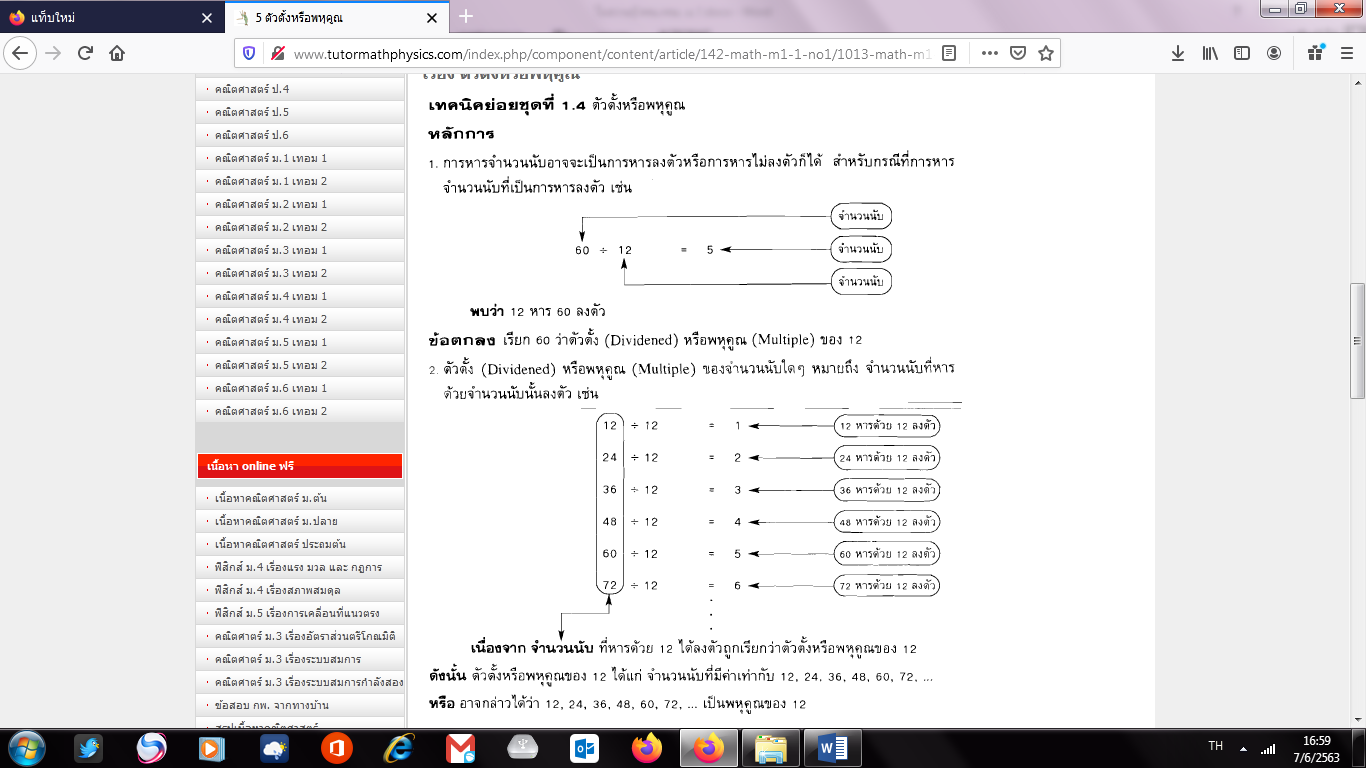 แท็บใหม่
5 ตัวตั้งหรือพหุคูณ
www.tutormathphysics.com/index.php/component/content/article/142-math-m1-1-no1/1013-math-m1
คณิตศาสตร์ ป.4
คณิตศาสตร์ ป.5
คณิตศาสตร์ ป.6
คณิตศาสตร์ ม.1 เทอม 1
คณิตศาสตร์ ม.1 เทอม 2
คณิตศาสตร์ ม.2 เทอม 1
คณิตศาสตร์ ม.2 เทอม 2
คณิตศาสตร์ ม.3 เทอม 1
คณิตศาสตร์ ม.3 เทอม 2
คณิตศาสตร์ ม.4 เทอม 1
คณิตศาสตร์ ม.4 เทอม 2
คณิตศาสตร์ ม.5 เทอม 1
คณิตศาสตร์ ม.5 เทอม 2
คณิตศาสตร์ ม.6 เทอม 1
คณิตศาสตร์ ม.6 เทอม 2
เนื้อหา online ฟรี
เนื้อหาคณิตศาสตร์ ม.ต้น
เนื้อหาคณิตศาสตร์ ม.ปลาย
เนื้อหาคณิตศาสตร์ ประถมต้น
ฟิสิกส์ ม.4 เรื่องแรง มวล และ กฎการ
ฟิสิกส์ ม.4 เรื่องสภาพสมดุล
ฟิสิกส์ ม.5 เรื่องการเคลื่อนที่แนวตรง
คณิตศาตร์ ม.3 เรื่องอัตราส่วนตรีโกณมิติ
คณิตศาตร์ ม.3 เรื่องระบบสมการ
คณิตศาตร์ ม.3 เรื่องระบบสมการกำลังสอง
ข้อสอบ กพ. จากทางบ้าน
สรุปเนื้อหาคณิตศาสตร์
เรื่อง ตัวตั้งหรือพหุคูณ
เทคนิคย่อยชุดที่ 1.4 ตัวตั้งหรือพหุคูณ
หลักการ
1. การหารจำนวนนับอาจจะเป็นการหารลงตัวหรือการหารไม่ลงตัวก็ได้ สำหรับกรณีที่การหาร
จำนวนนับที่เป็นการหารลงตัว เช่น
จำนวนนับ
60 ÷ 12 = 5 จำนวนนับ
จำนวนนับ
พบว่า 12 หาร 60 ลงตัว
ข้อตกลง เรียก 60 ว่าตัวตั้ง (Dividened) หรือพหุคูณ (Multiple) ของ 12
2. ตัวตั้ง (Dividened) หรือพหุคูณ (Multiple) ของจำนวนนับใดๆ หมายถึง จำนวนนับที่หาร
ด้วยจำนวนนับนั้นลงตัว เช่น
12 ÷ 12 = 1 12 หารด้วย 12 ลงตัว
24 ÷ 12 = 2 24 หารด้วย 12 ลงตัว
36 ÷ 12 = 3 36 หารด้วย 12 ลงตัว
48 ÷ 12 = 4 48 หารด้วย 12 ลงตัว
60 ÷ 12 = 5 60 หารด้วย 12 ลงตัว
72 ÷ 12 = 6 72 หารด้วย 12 ลงตัว
เนื่องจาก จำนวนนับ ที่หารด้วย 12 ได้ลงตัวถูกเรียกว่าตัวตั้งหรือพหุคูณของ 12
ดังนั้น ตัวตั้งหรือพหุคูณของ 12 ได้แก่ จำนวนนับที่มีค่าเท่ากับ 12, 24, 36, 48, 60, 72, ...
หรือ อาจกล่าวได้ว่า 12, 24, 36, 48, 60, 72, ... เป็นพหุคูณของ 12
TH
16:59
7/6/2563